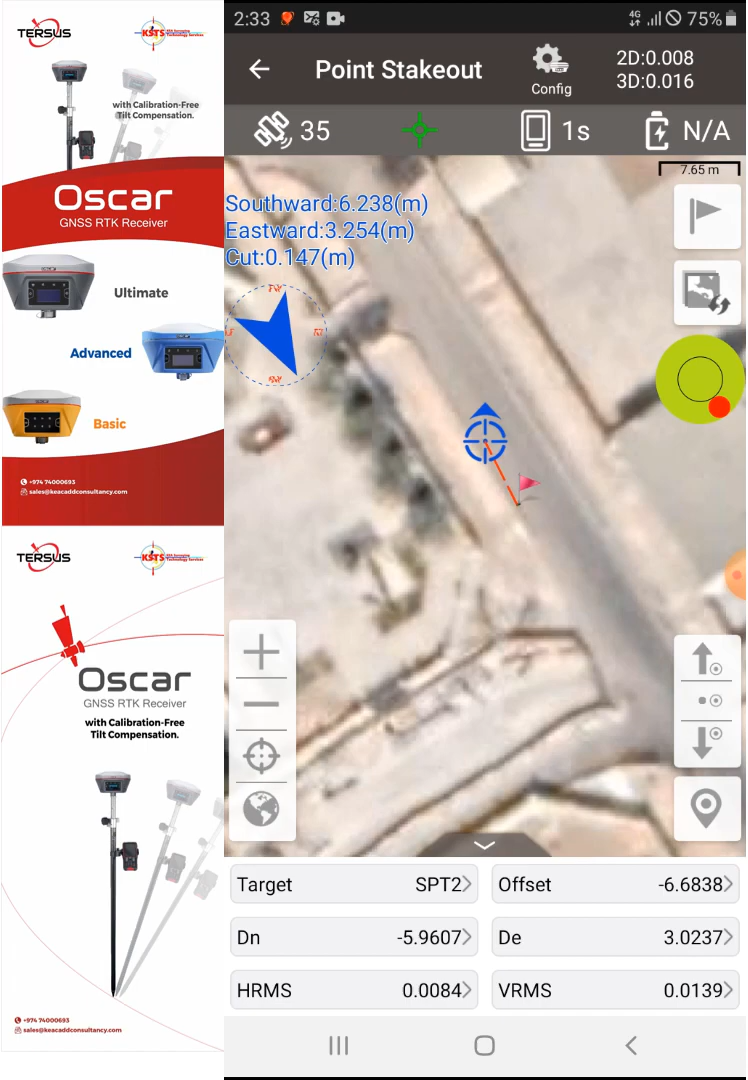 TERSUS
KSTS
with Calibration-Free
Tilt Compensation.
Oscar
GNSS RTK Receiver
Ultimate
Advanced
Basic
+974 74000693
sales@keacaddconsultancy.com
TERSUS
KSTS
Oscar
GNSS RTK Receiver
with Calibration-Free
Tilt Compensation.
+974 74000693
sales@keacaddconsultancy.com
2:33
4G
75%
Point Stakeout
Config
2D:0.008
3D:0.016
35
1s
N/A
7.65 m
Southward:6.238(m)
Eastward:3.254(m)
Cut:0.147(m)
Target SPT2
Offset -6.6838
Dn -5.9607
De 3.0237
HRMS 0.0084
VRMS 0.0139